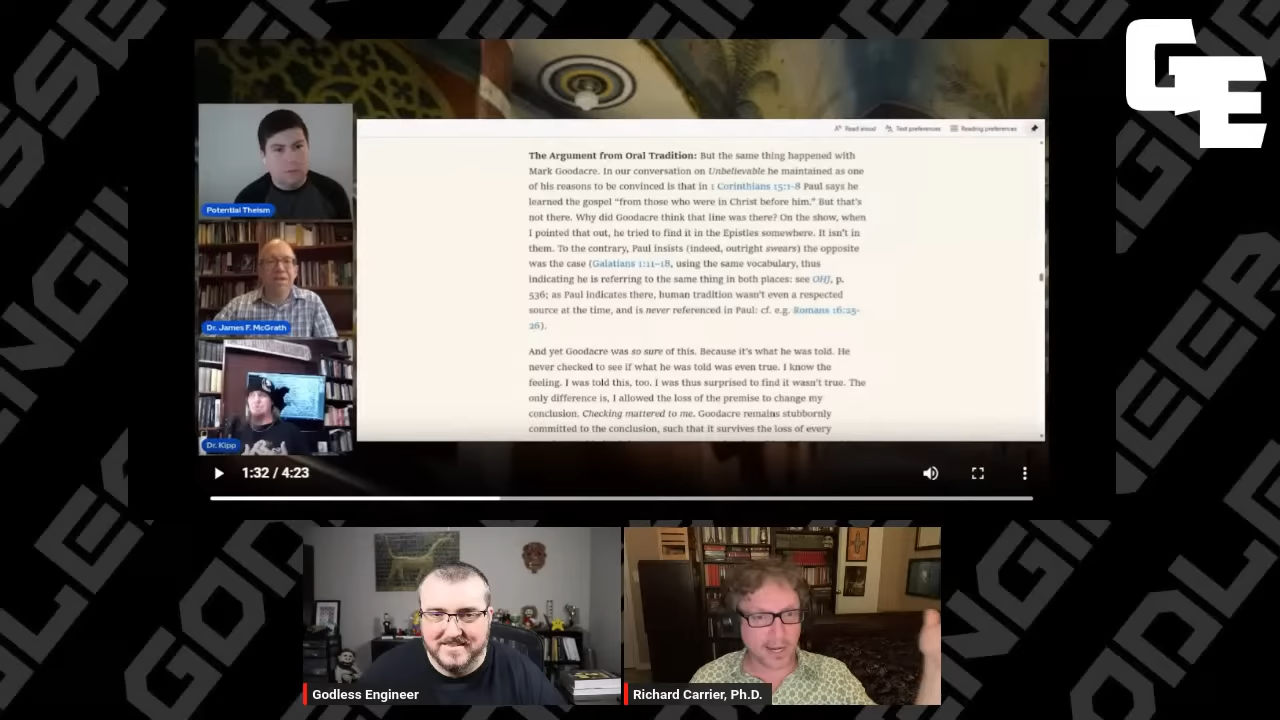 GE
Read aloud Text preferences Reading preferences
The Argument from Oral Tradition: But the same thing happened with
Mark Goodacre. In our conversation on Unbelievable he maintained as one
of his reasons to be convinced is that in 1 Corinthians 15:1-8 Paul says he
learned the gospel “from those who were in Christ before him.” But that’s
not there. Why did Goodacre think that line was there? On the show, when
I pointed that out, he tried to find it in the Epistles somewhere. It isn’t in
them. To the contrary, Paul insists (indeed, outright swears) the opposite
was the case (Galatians 1:11–18, using the same vocabulary, thus
indicating he is referring to the same thing in both places: see OHJ, p.
536; as Paul indicates there, human tradition wasn’t even a respected
source at the time, and is never referenced in Paul: cf. e.g. Romans 16:25-
26).
And yet Goodacre was so sure of this. Because it’s what he was told. He
never checked to see if what he was told was even true. I know the
feeling. I was told this, too. I was thus surprised to find it wasn’t true. The
only difference is, I allowed the loss of the premise to change my
conclusion. Checking mattered to me. Goodacre remains stubbornly
committed to the conclusion, such that it survives the loss of every
Potential Theism
Dr. James F. McGrath
Dr. Kipp
1:32 / 4:23
Godless Engineer
Richard Carrier, Ph.D.